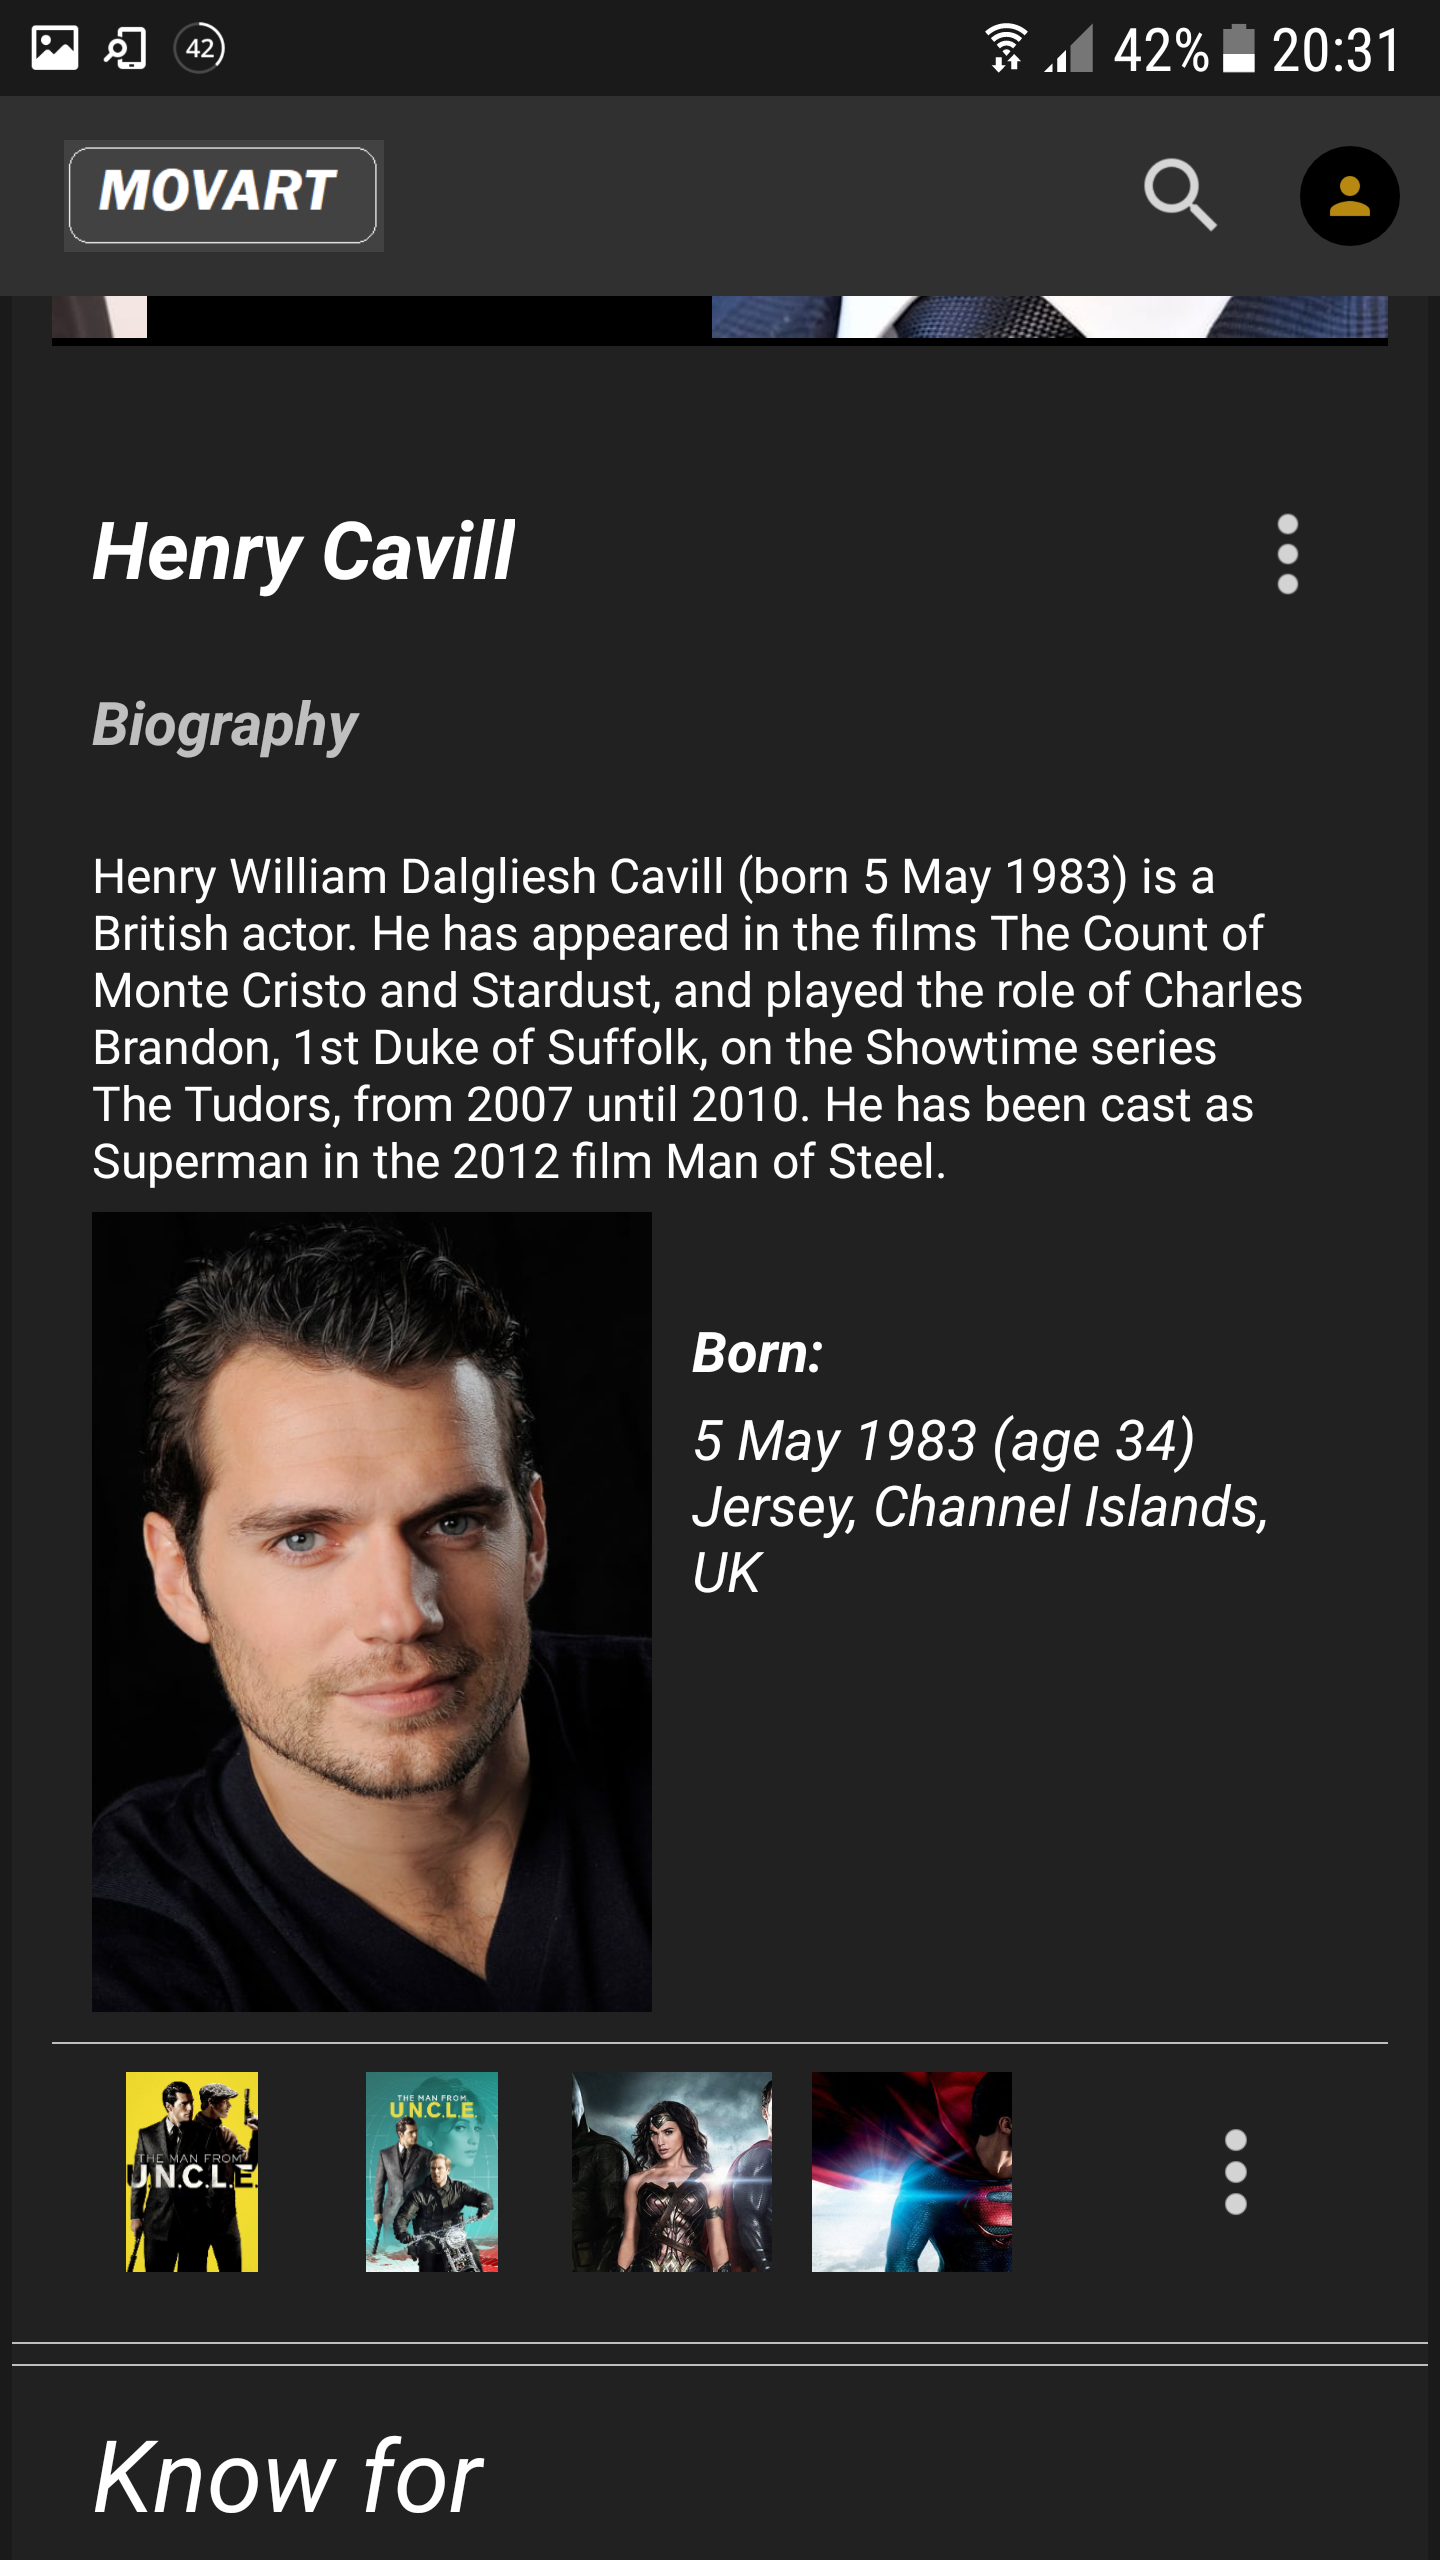 42
42% 20:31
MOVART
Henry Cavill
Biography
Henry William Dalgliesh Cavill (born 5 May 1983) is a
British actor. He has appeared in the films The Count of
Monte Cristo and Stardust, and played the role of Charles
Brandon, 1st Duke of Suffolk, on the Showtime series
The Tudors, from 2007 until 2010. He has been cast as
Superman in the 2012 film Man of Steel.
Born:
5 May 1983 (age 34)
Jersey, Channel Islands,
UK
THE MAN FROM
U.N.C.L.E.
THE MAN FROM
U.N.C.L.E.
Know for